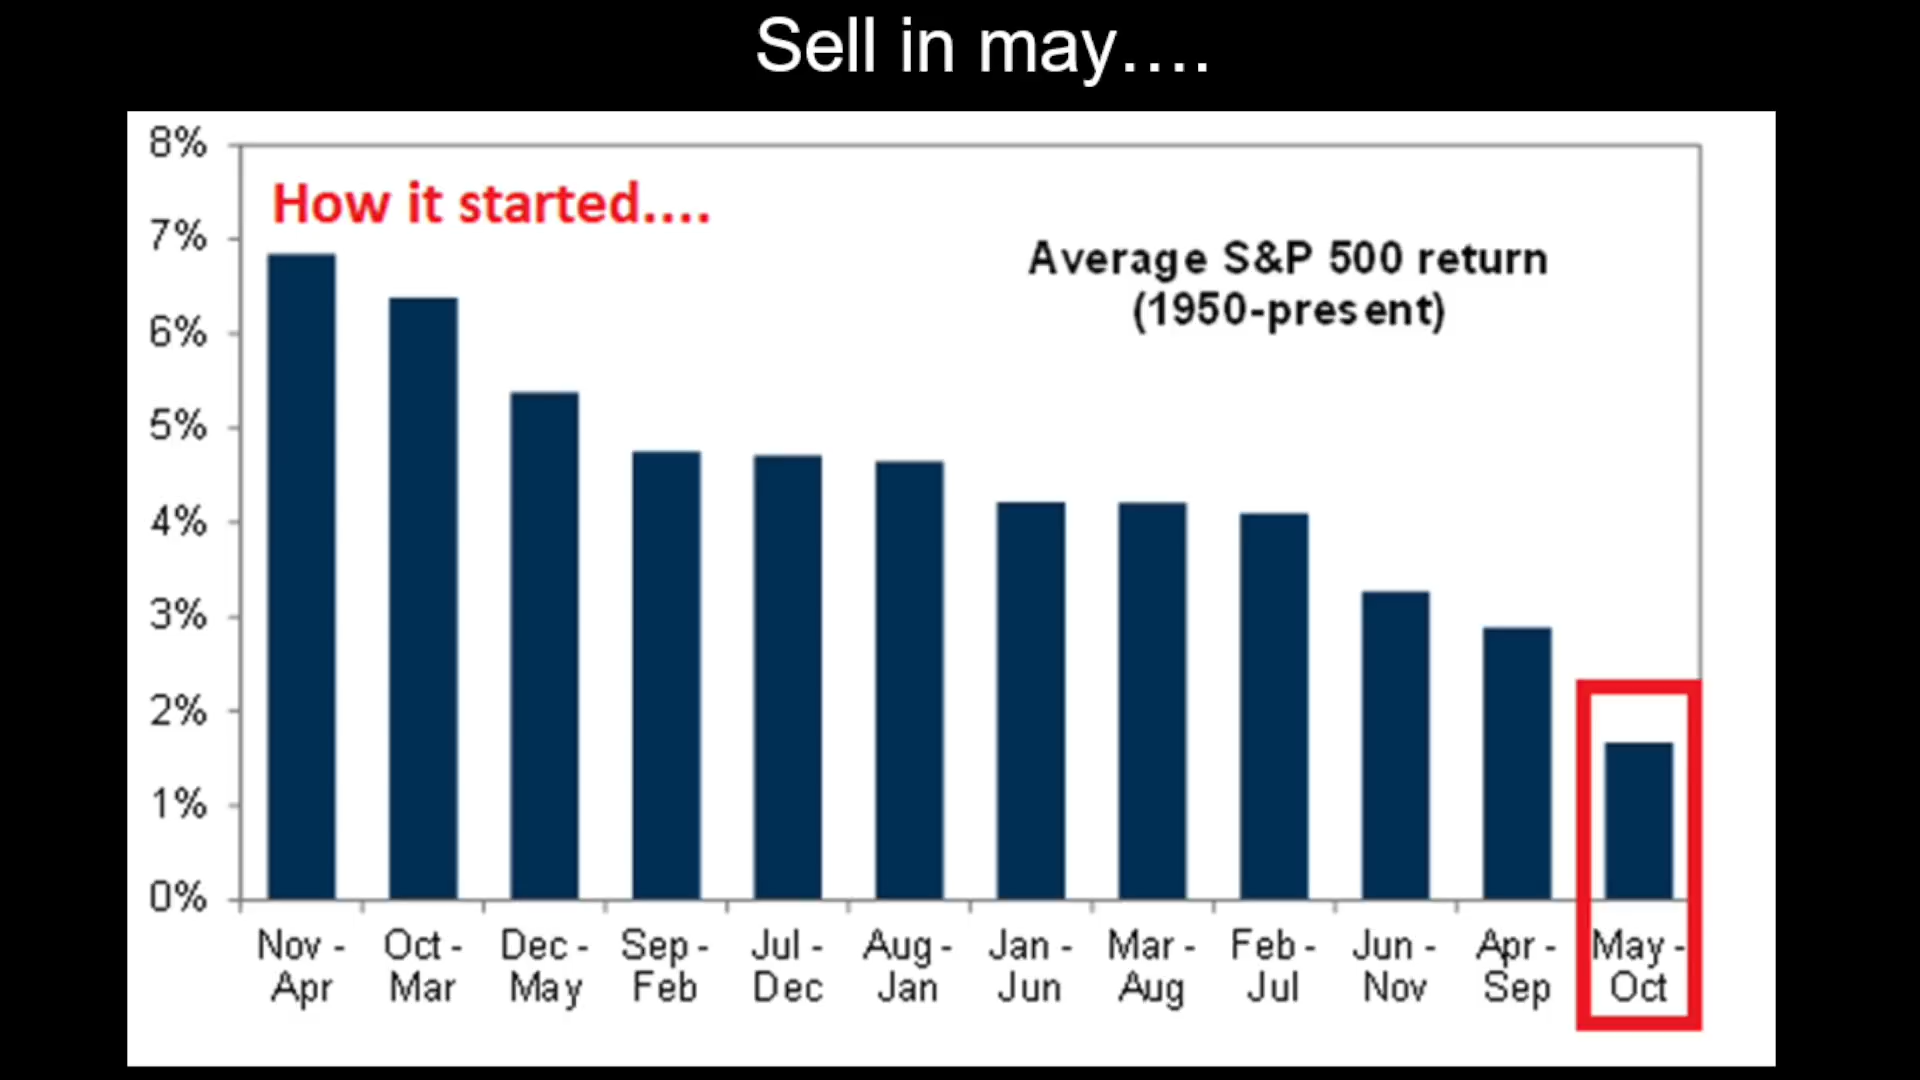 Sell in may....
8%
How it started....
7%
Average S&P 500 return
(1950-present)
6%
5%
4%
3%
2%
1%
0%
Nov - Oct - Dec - Sep - Jul - Aug - Jan - Mar - Feb - Jun - Apr - May -
Apr Mar May Feb Dec Jan Jun Aug Jul Nov Sep Oct